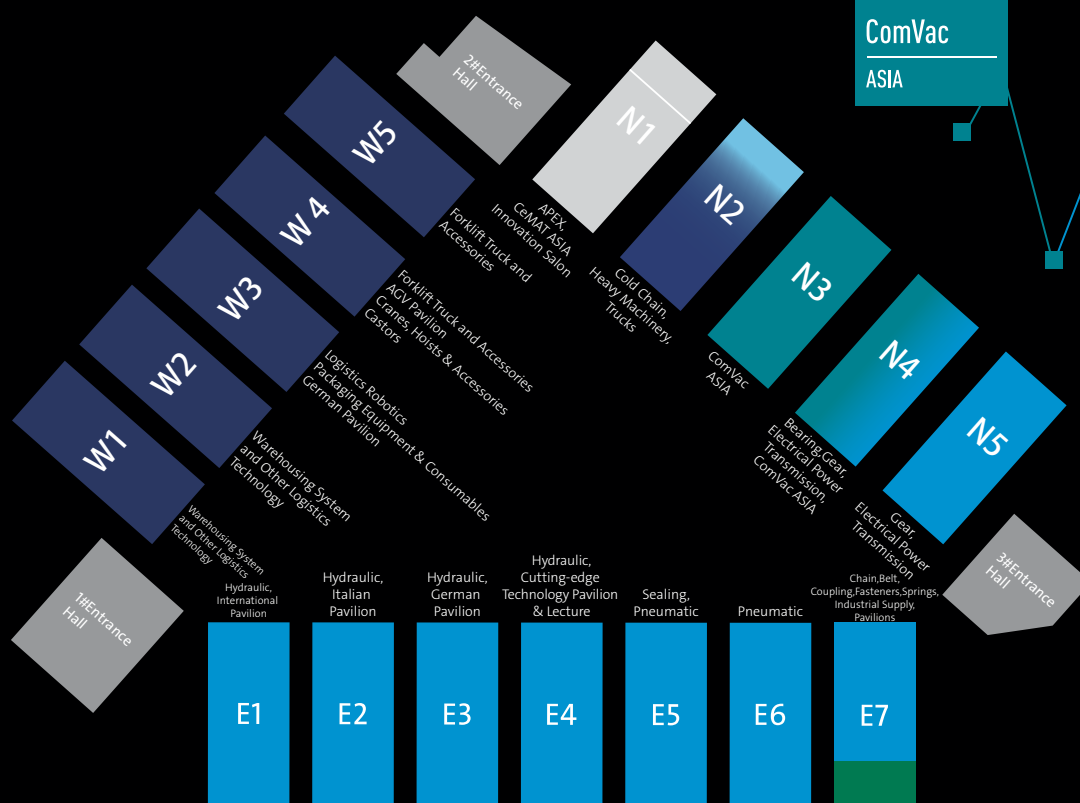 ComVac
ASIA
2#Entrance
Hall
N1
APEX,
CeMAT ASIA
Innovation Salon
N2
Cold Chain,
Heavy Machinery,
Trucks
N3
ComVac
ASIA
N4
Bearing,Gear,
Electrical Power
Transmission,
ComVac ASIA
N5
Gear,
Electrical Power
Transmission
3#Entrance
Hall
W5
Forklift Truck and
Accessories
W4
Forklift Truck and Accessories
AGV Pavilion
Cranes, Hoists & Accessories
Castors
W3
Logistics Robotics
Packaging Equipment & Consumables
German Pavilion
W2
Warehousing System
and Other Logistics
Technology
W1
Warehousing System
and Other Logistics
Technology
1#Entrance
Hall
Hydraulic,
International
Pavilion
E1
Hydraulic,
Italian
Pavilion
E2
Hydraulic,
German
Pavilion
E3
Hydraulic,
Cutting-edge
Technology Pavilion
& Lecture
E4
Sealing,
Pneumatic
E5
Pneumatic
E6
Chain,Belt,
Coupling,Fasteners,Springs,
Industrial Supply,
Pavilions
E7